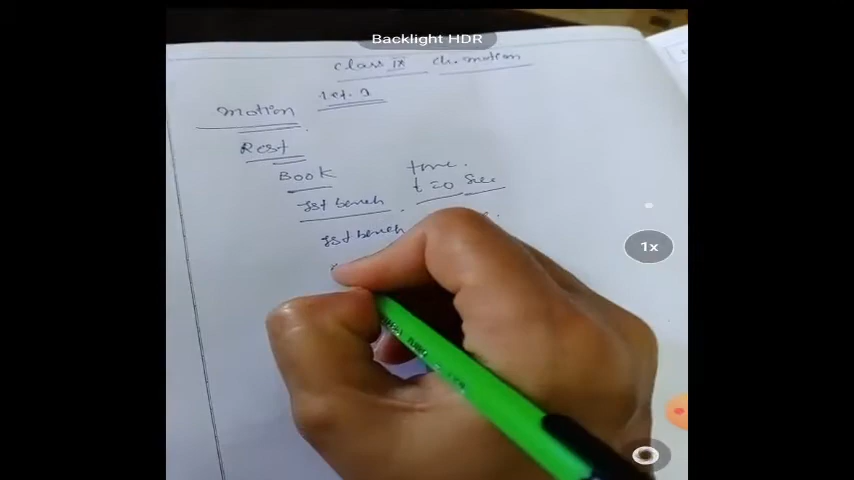 Backlight HDR
Class IX Ch. motion
Motion
Rest
Book time.
1st bench t=0 Sec
1st bench
1x